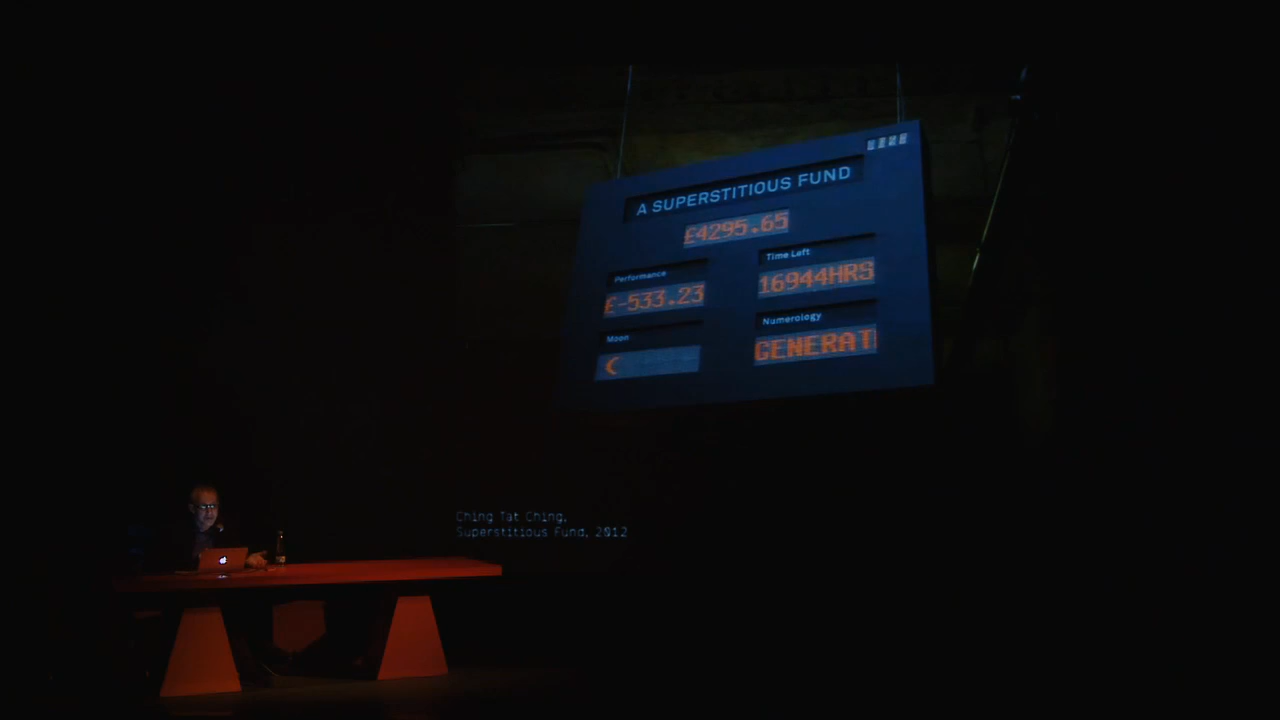 A SUPERSTITIOUS FUND
£4295.65
Performance
£-533.23
Time Left
16944HRS
Moon
Numerology
GENERAT
Ching Tat Ching,
Superstitious Fund, 2012